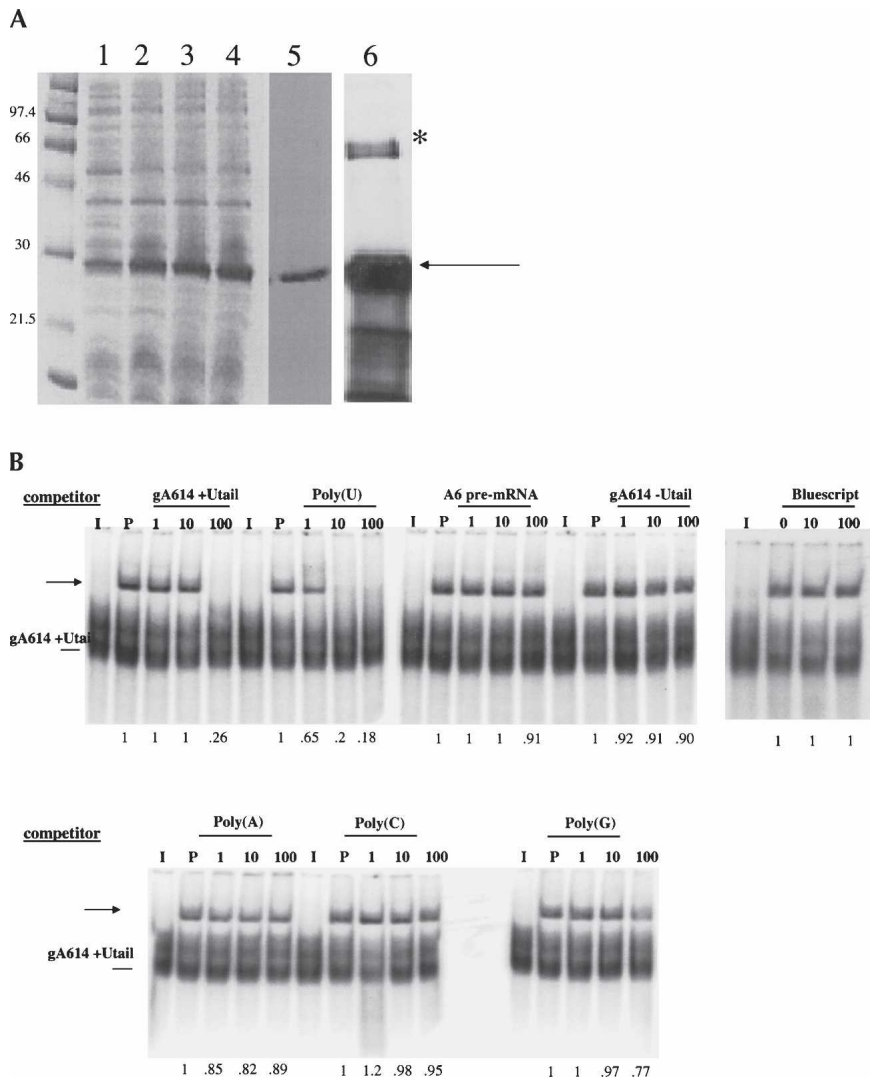 A
1 2 3 4 5 6
97.4
66
*
46
30
21.5
B
competitor gA614 +Utail Poly(U) A6 pre-mRNA gA614 -Utail Bluescript
I P 1 10 100 I P 1 10 100 I P 1 10 100 I P 1 10 100 I 0 10 100
gA614 +Utai
1 1 1 .26 1 .65 .2 .18 1 1 1 .91 1 .92 .91 .90 1 1 1
competitor Poly(A) Poly(C) Poly(G)
I P 1 10 100 I P 1 10 100 I P 1 10 100
gA614 +Utail
1 .85 .82 .89 1 1.2 .98 .95 1 1 .97 .77